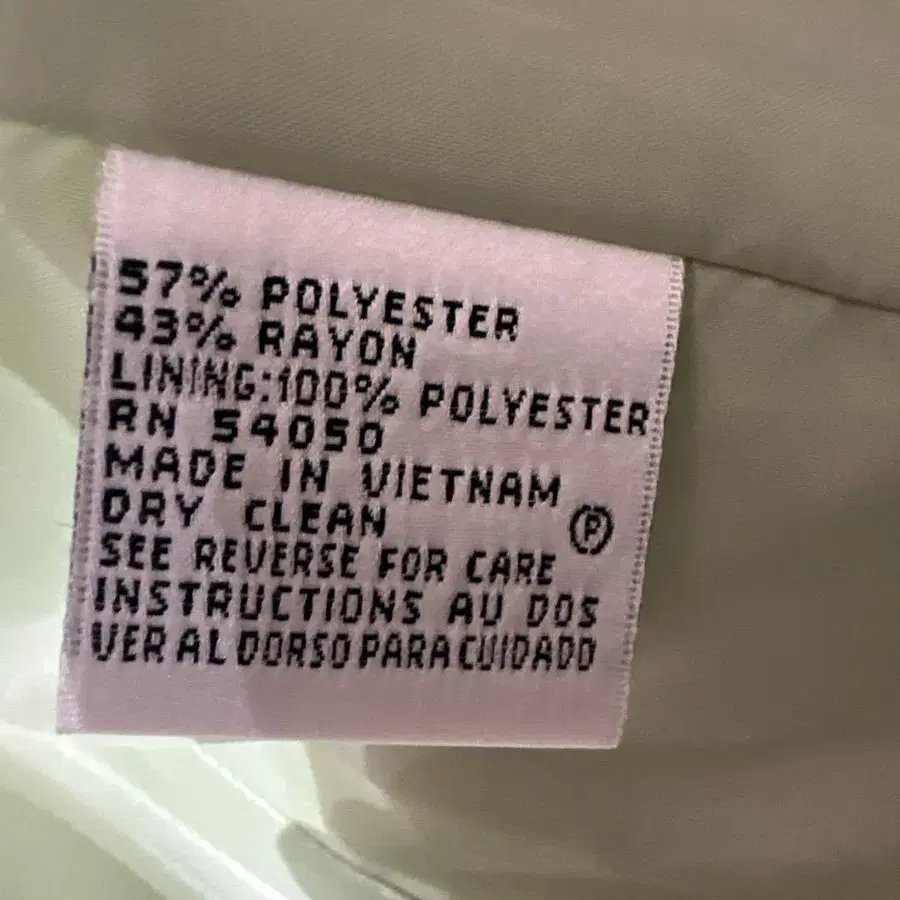 57% POLYESTER
43% RAYON
LINING:100% POLYESTER
RN 54050
MADE IN VIETNAM
DRY CLEAN Ⓟ
SEE REVERSE FOR CARE
INSTRUCTIONS AU DOS
VER AL DORSO PARA CUIDADO